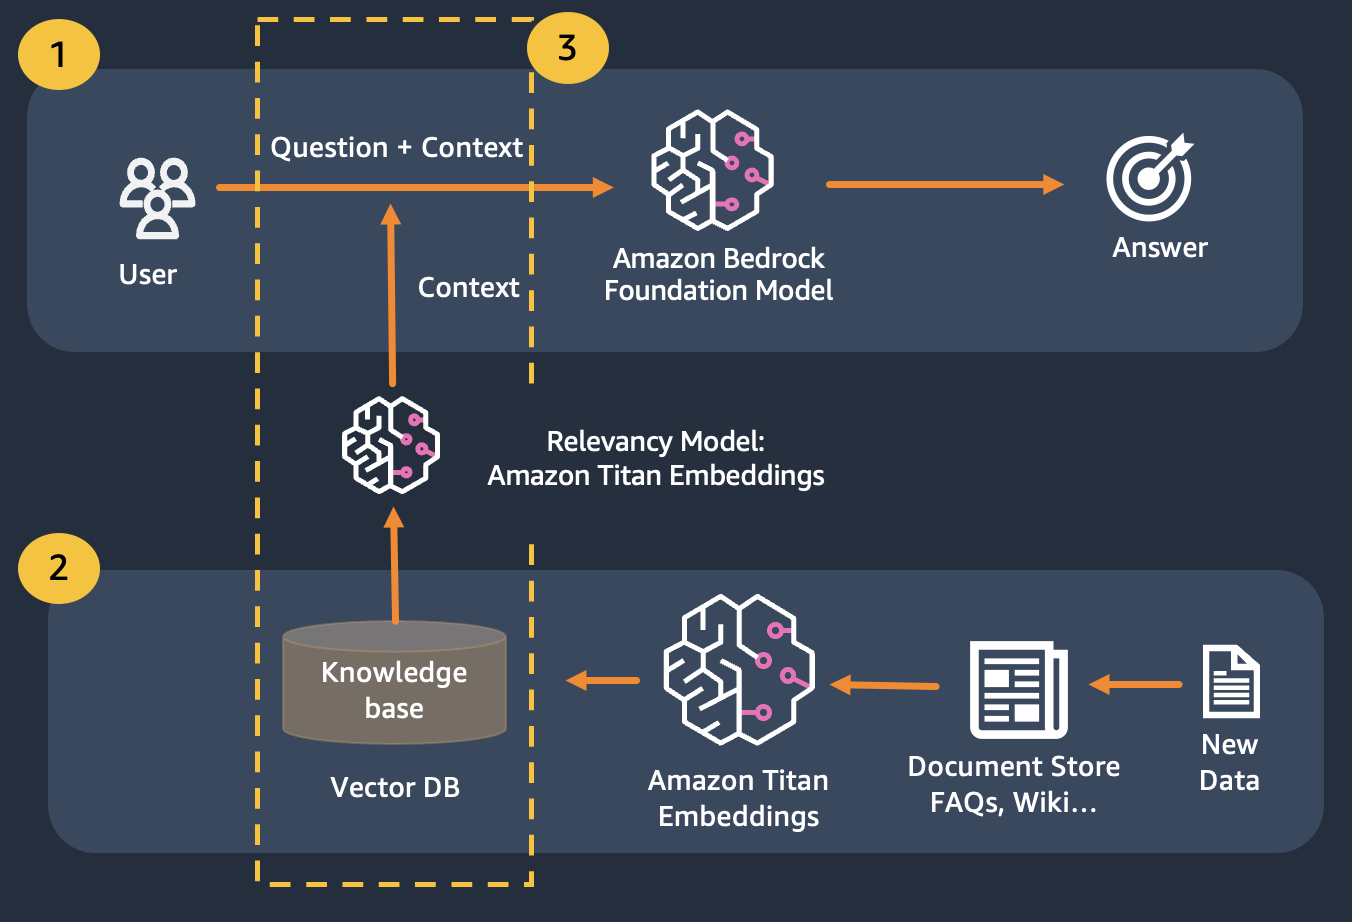 1
3
Question + Context
User
Amazon Bedrock
Foundation Model
Answer
Context
Relevancy Model:
Amazon Titan Embeddings
2
Knowledge
base
Vector DB
Amazon Titan
Embeddings
Document Store
FAQs, Wiki...
New
Data